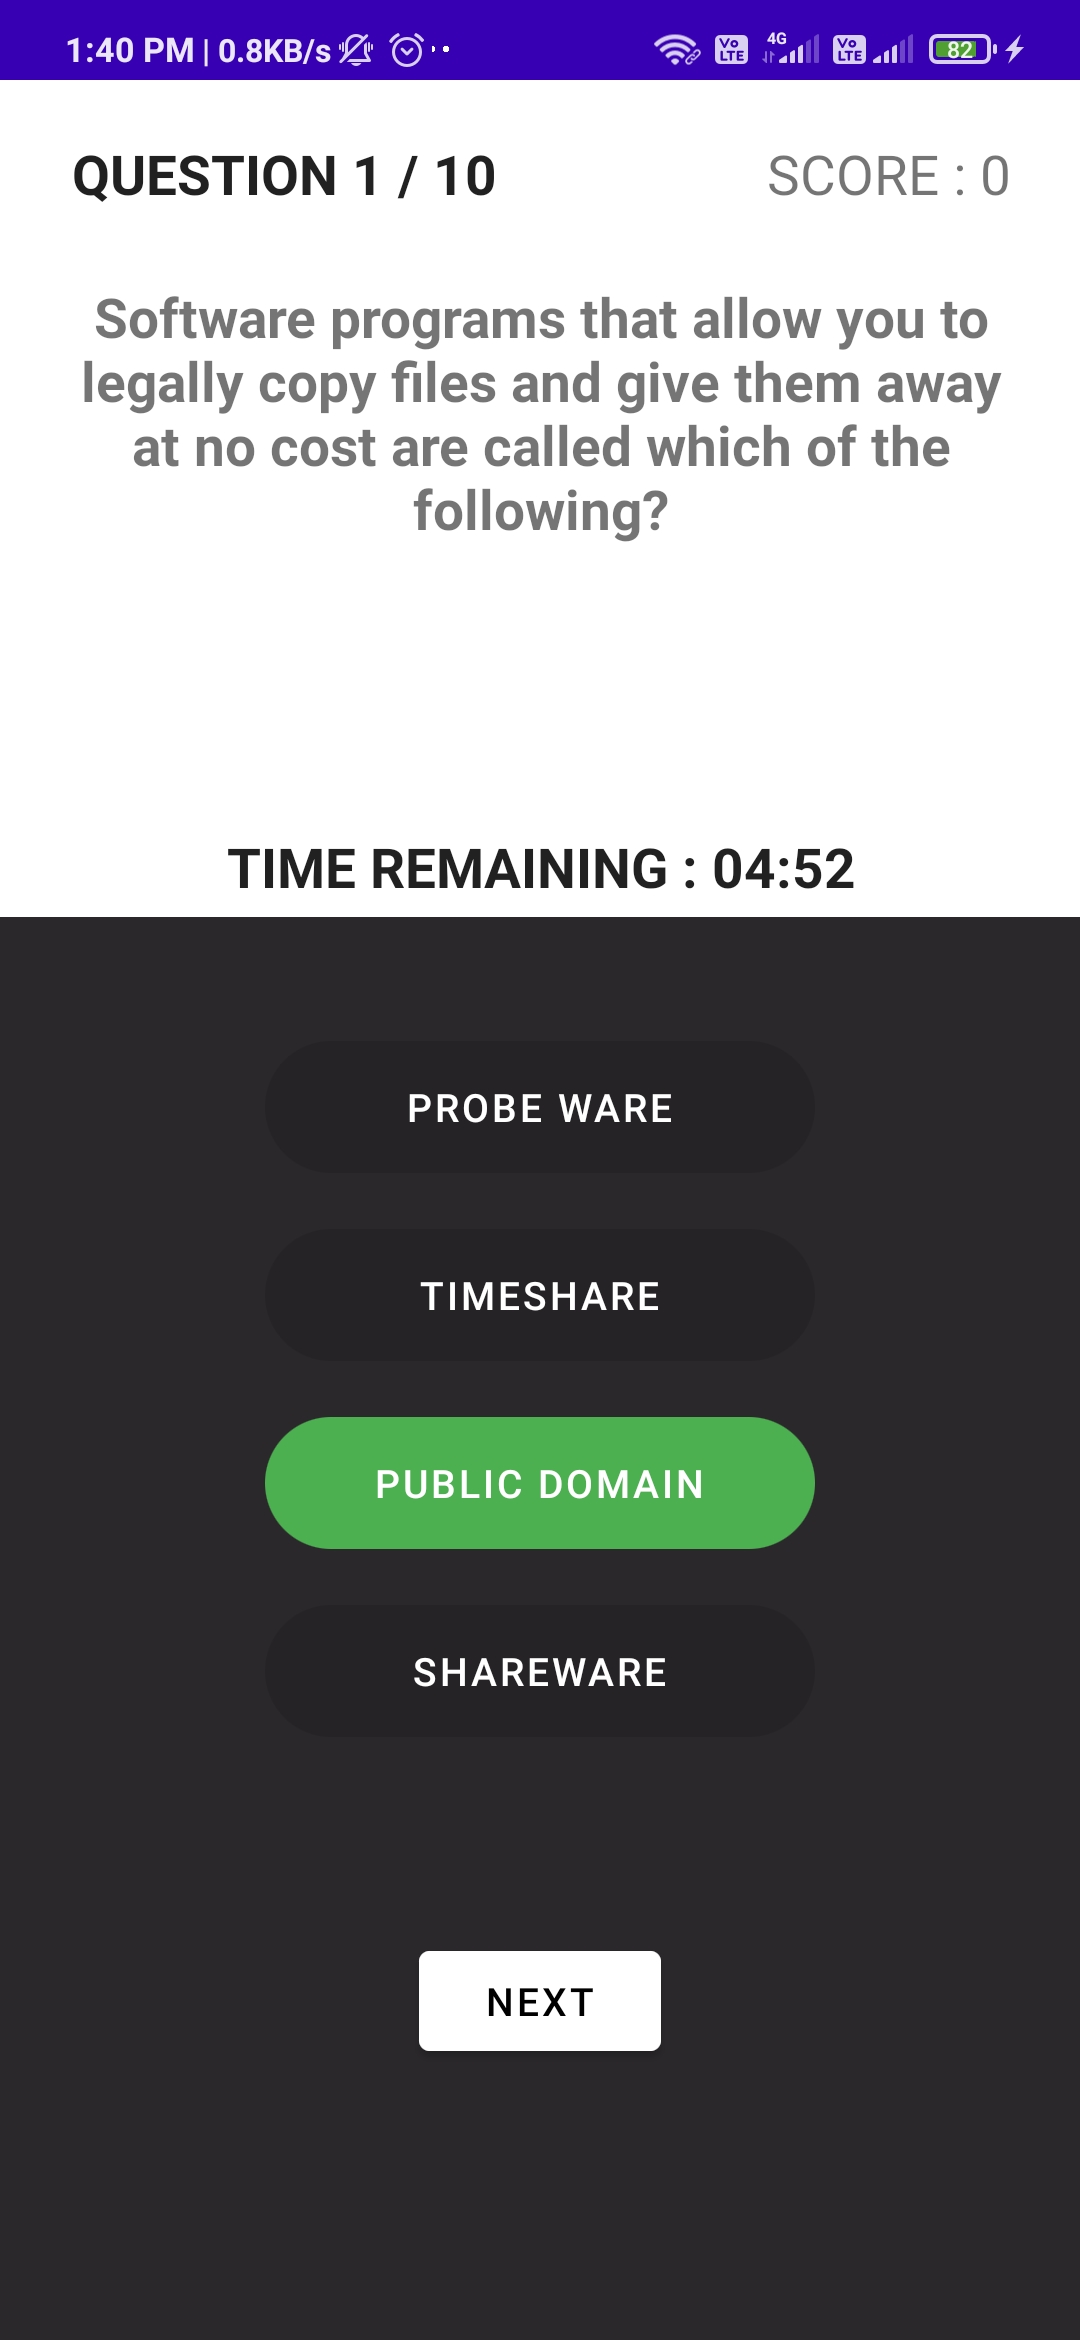 1:40 PM | 0.8KB/s
Vo LTE 4G Vo LTE 82
QUESTION 1 / 10
SCORE : 0
Software programs that allow you to
legally copy files and give them away
at no cost are called which of the
following?
TIME REMAINING : 04:52
PROBE WARE
TIMESHARE
PUBLIC DOMAIN
SHAREWARE
NEXT